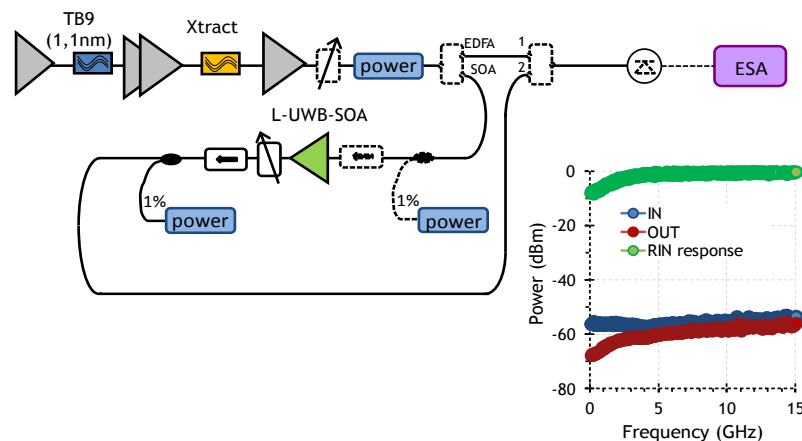 TB9
(1,1nm)
Xtract
power
EDFA
SOA
1
2
ESA
L-UWB-SOA
1%
power
1%
power
0
-20
-40
-60
-80
Power (dBm)
IN
OUT
RIN response
0
5
10
15
Frequency (GHz)